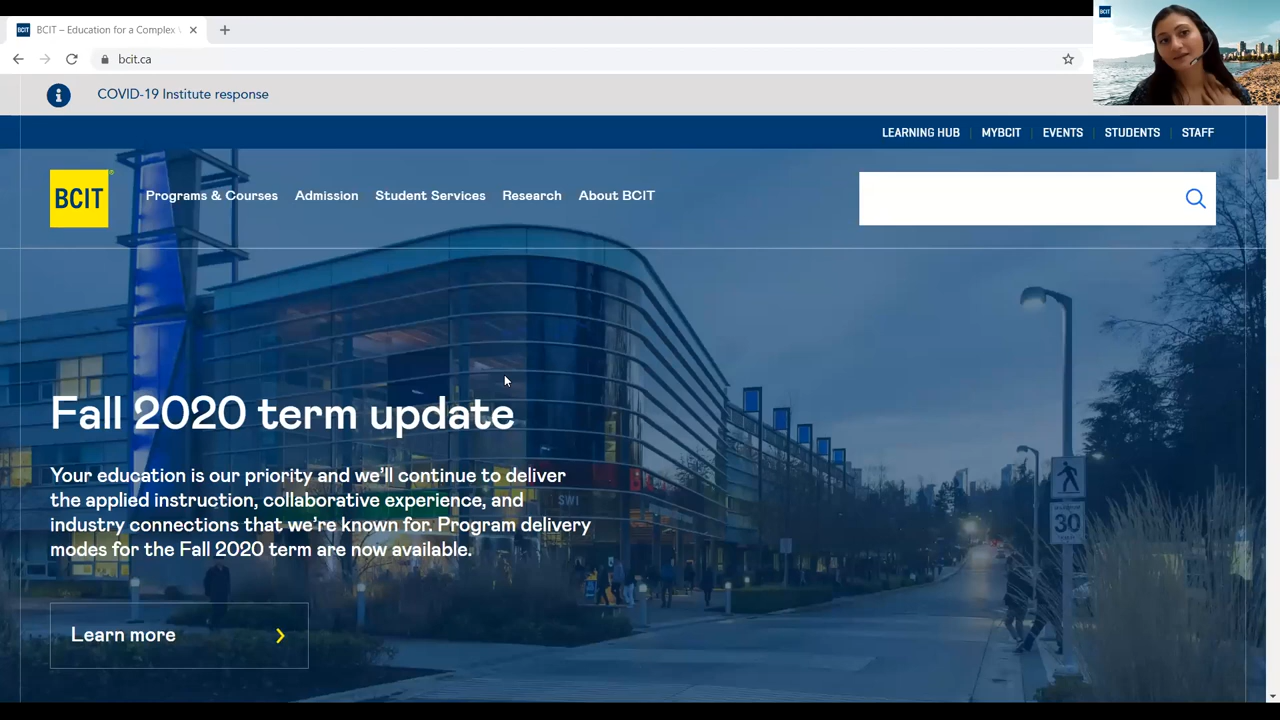 BCIT – Education for a Complex
bcit.ca
BCIT
COVID-19 Institute response
LEARNING HUB
MYBCIT
EVENTS
STUDENTS
STAFF
BCIT
Programs & Courses
Admission
Student Services
Research
About BCIT
Fall 2020 term update
Your education is our priority and we'll continue to deliver
the applied instruction, collaborative experience, and
industry connections that we're known for. Program delivery
modes for the Fall 2020 term are now available.
SW1
MAXIMUM
30
Learn more